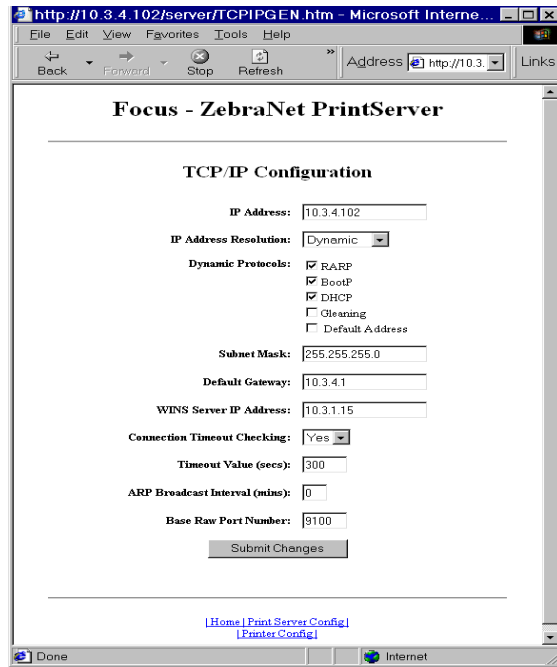 http://10.3.4.102/server/TCPIPGEN.htm - Microsoft Interne...
File Edit View Favorites Tools Help
Back Forward Stop Refresh » Address http://10.3. Links
Focus - ZebraNet PrintServer
TCP/IP Configuration
IP Address: 10.3.4.102
IP Address Resolution: Dynamic
Dynamic Protocols: RARP
BootP
DHCP
Gleaning
Default Address
Subnet Mask: 255.255.255.0
Default Gateway: 10.3.4.1
WINS Server IP Address: 10.3.1.15
Connection Timeout Checking: Yes
Timeout Value (secs): 300
ARP Broadcast Interval (mins): 0
Base Raw Port Number: 9100
Submit Changes
| Home | Print Server Config |
| Printer Config |
Done Internet